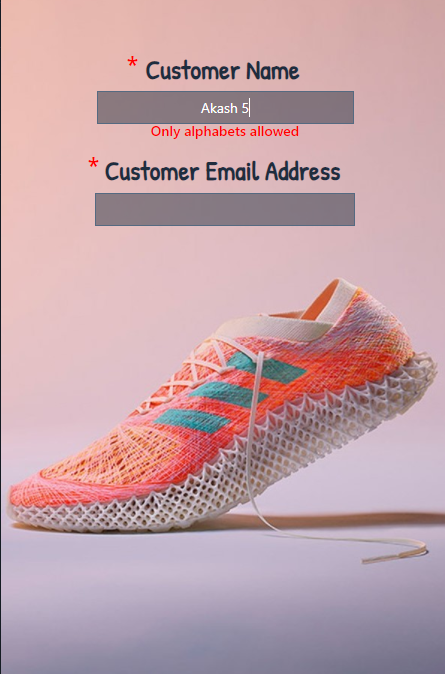 * Customer Name
Akash 5
Only alphabets allowed
* Customer Email Address